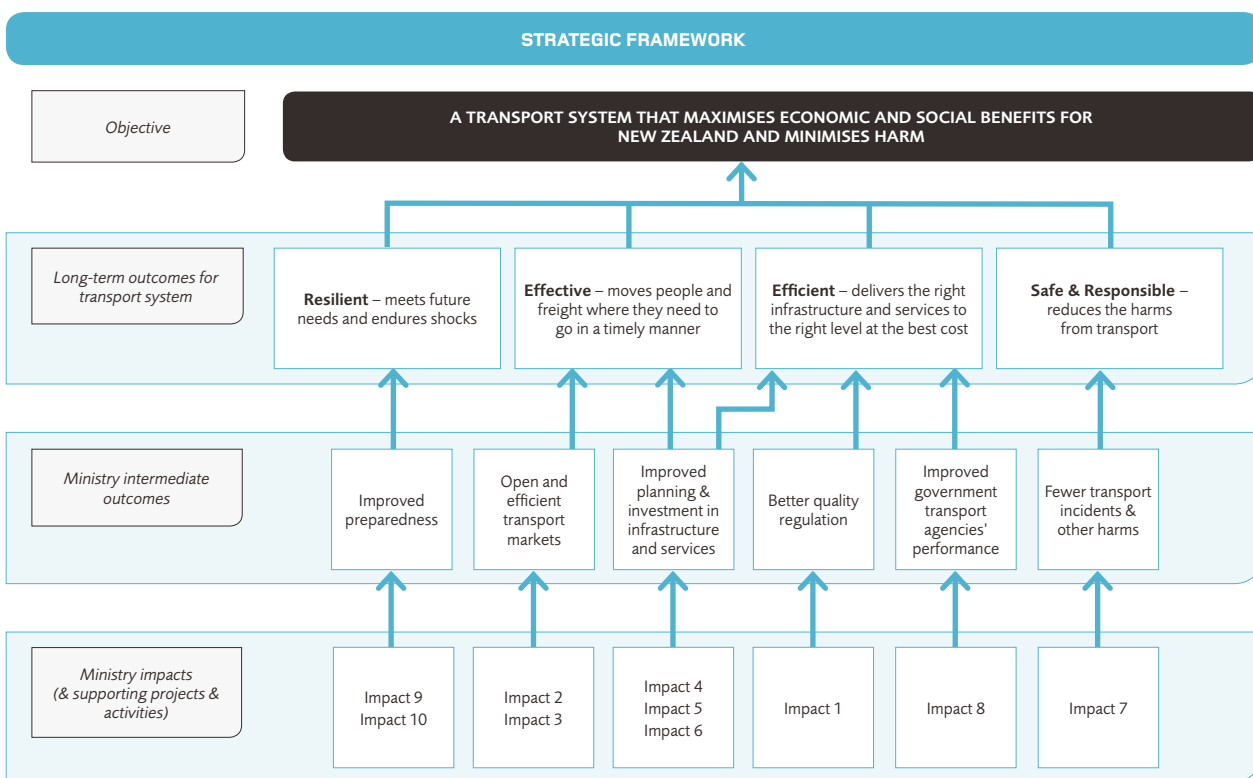 STRATEGIC FRAMEWORK
Objective
A TRANSPORT SYSTEM THAT MAXIMISES ECONOMIC AND SOCIAL BENEFITS FOR
NEW ZEALAND AND MINIMISES HARM
Long-term outcomes for
transport system
Resilient – meets future
needs and endures shocks
Effective – moves people and
freight where they need to
go in a timely manner
Efficient – delivers the right
infrastructure and services to
the right level at the best cost
Safe & Responsible –
reduces the harms
from transport
Ministry intermediate
outcomes
Improved
preparedness
Open and
efficient
transport
markets
Improved
planning &
investment in
infrastructure
and services
Better quality
regulation
Improved
government
transport
agencies'
performance
Fewer transport
incidents &
other harms
Ministry impacts
(& supporting projects &
activities)
Impact 9
Impact 10
Impact 2
Impact 3
Impact 4
Impact 5
Impact 6
Impact 1
Impact 8
Impact 7